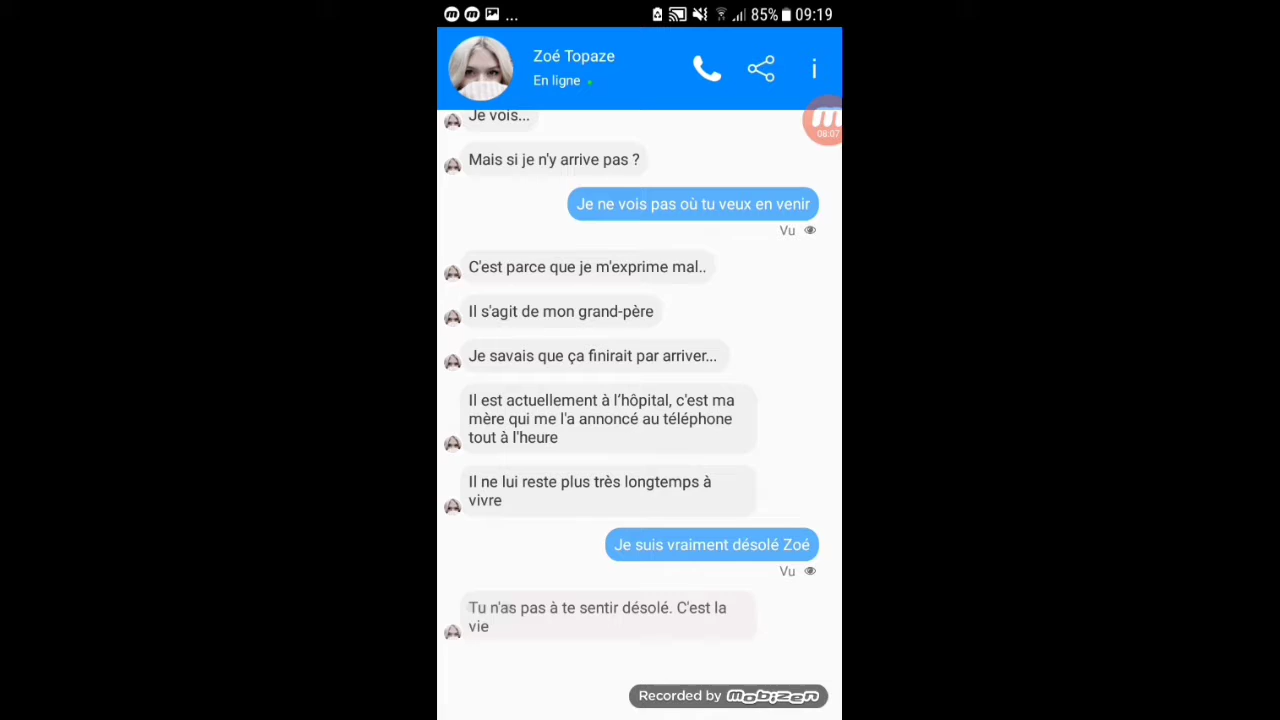 ... 85% 09:19
Zoé Topaze
En ligne
Je vois...
08:07
Mais si je n'y arrive pas ?
Je ne vois pas où tu veux en venir
Vu
C'est parce que je m'exprime mal..
Il s'agit de mon grand-père
Je savais que ça finirait par arriver...
Il est actuellement à l'hôpital, c'est ma
mère qui me l'a annoncé au téléphone
tout à l'heure
Il ne lui reste plus très longtemps à
vivre
Je suis vraiment désolé Zoé
Vu
Tu n'as pas à te sentir désolé. C'est la
vie
Recorded by mobizen